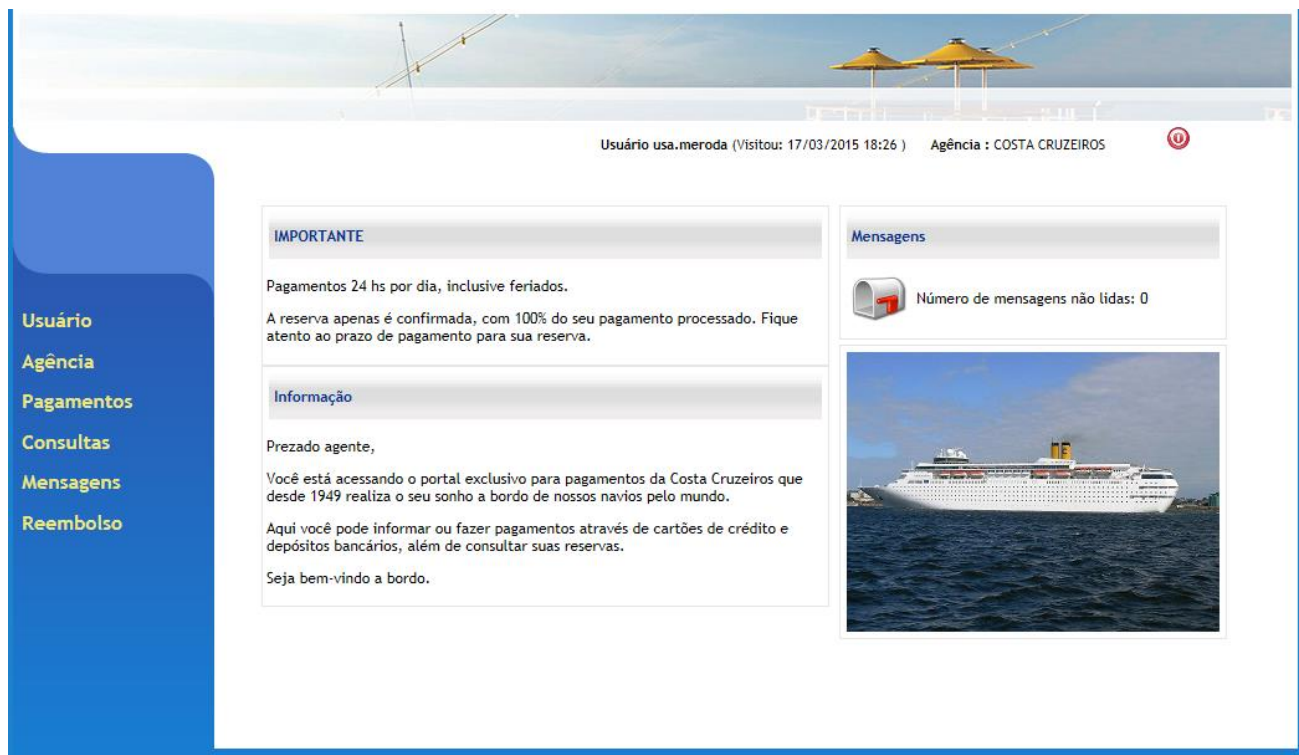 Usuário usa.meroda (Visitou: 17/03/2015 18:26 ) Agência : COSTA CRUZEIROS
Usuário
Agência
Pagamentos
Consultas
Mensagens
Reembolso
IMPORTANTE
Pagamentos 24 hs por dia, inclusive feriados.
A reserva apenas é confirmada, com 100% do seu pagamento processado. Fique
atento ao prazo de pagamento para sua reserva.
Informação
Prezado agente,
Você está acessando o portal exclusivo para pagamentos da Costa Cruzeiros que
desde 1949 realiza o seu sonho a bordo de nossos navios pelo mundo.
Aqui você pode informar ou fazer pagamentos através de cartões de crédito e
depósitos bancários, além de consultar suas reservas.
Seja bem-vindo a bordo.
Mensagens
Número de mensagens não lidas: 0